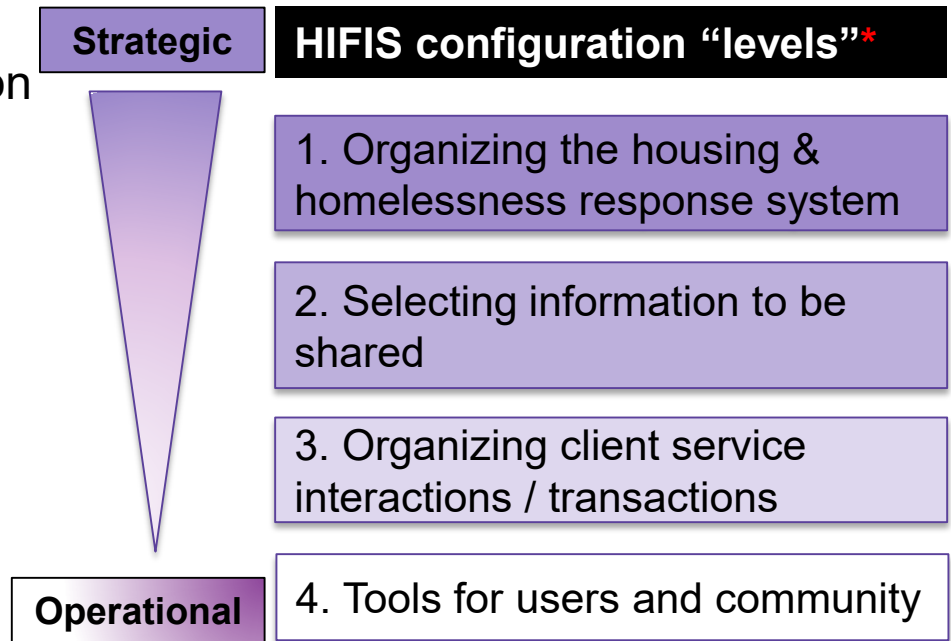 Strategic
HIFIS configuration “levels”*
on
1. Organizing the housing &
homelessness response system
2. Selecting information to be
shared
3. Organizing client service
interactions / transactions
Operational
4. Tools for users and community